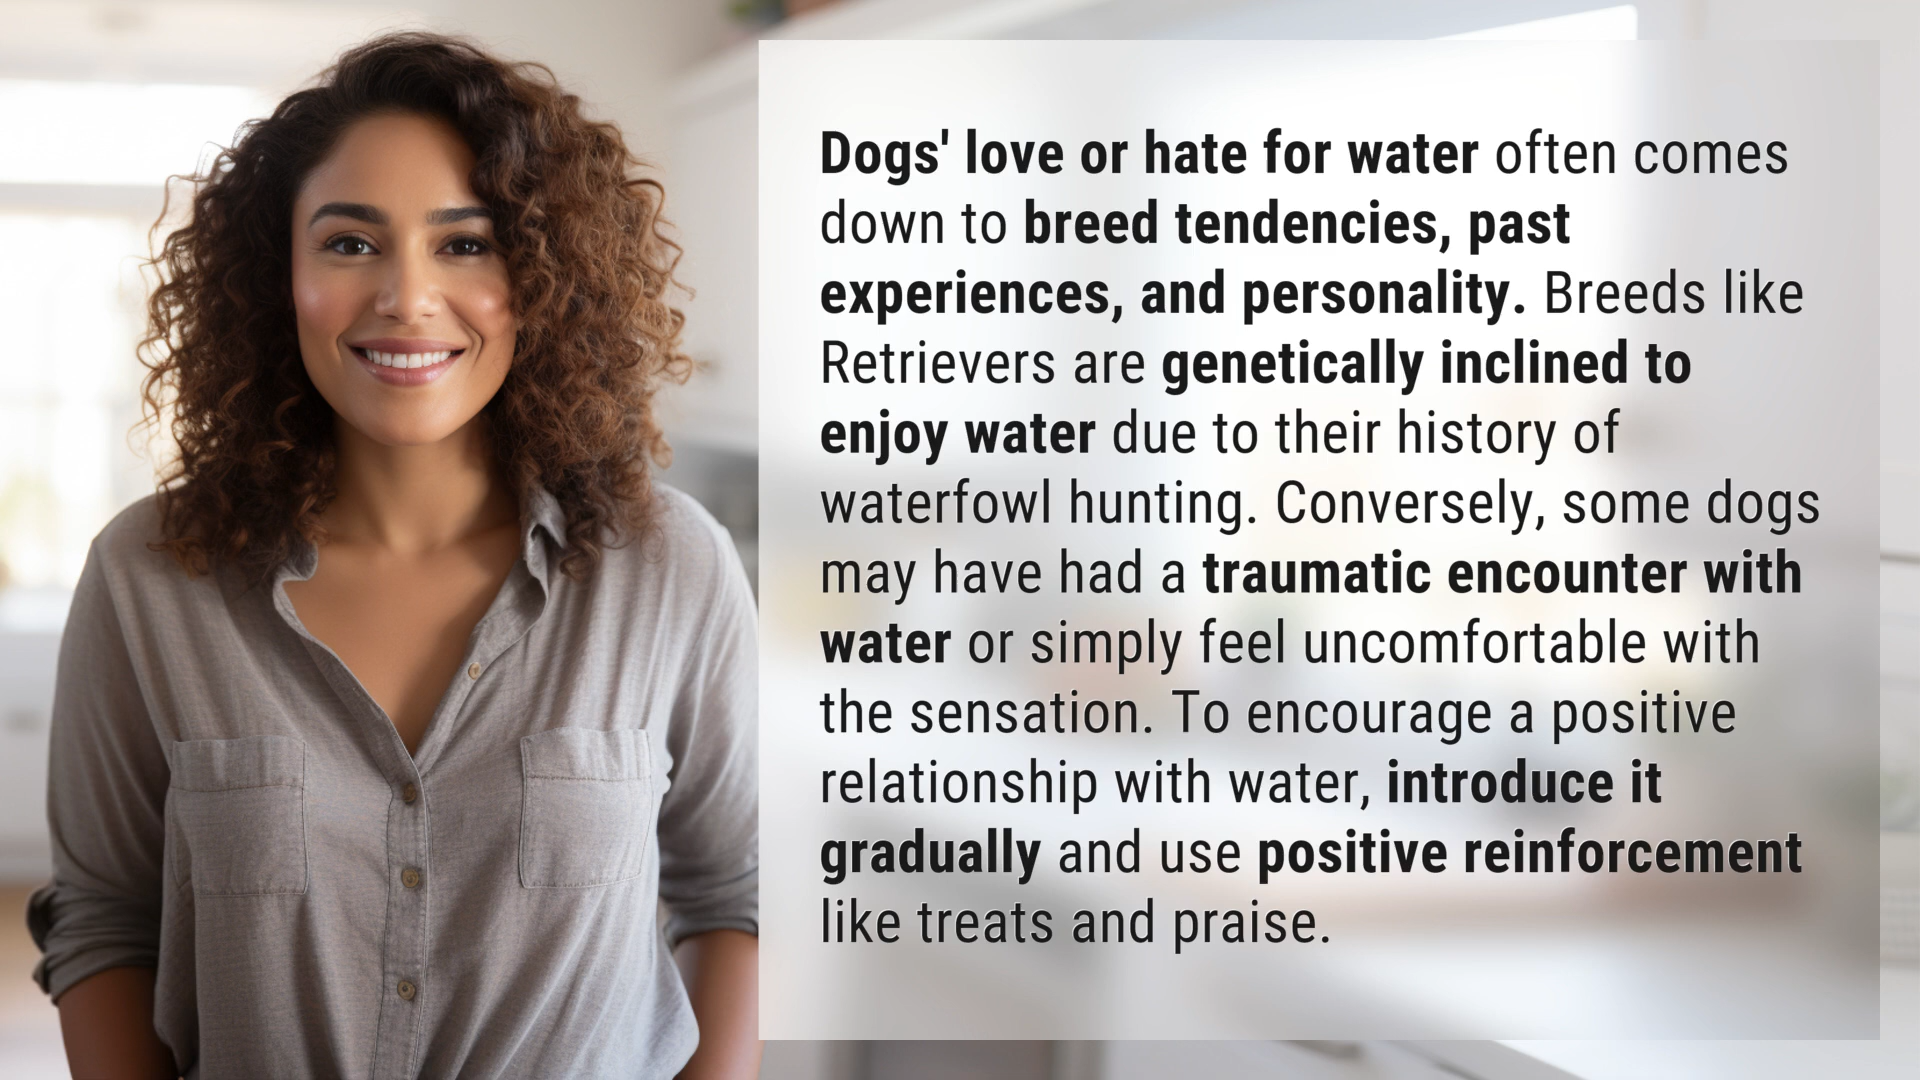 Dogs' love or hate for water often comes
down to breed tendencies, past
experiences, and personality. Breeds like
Retrievers are genetically inclined to
enjoy water due to their history of
waterfowl hunting. Conversely, some dogs
may have had a traumatic encounter with
water or simply feel uncomfortable with
the sensation. To encourage a positive
relationship with water, introduce it
gradually and use positive reinforcement
like treats and praise.